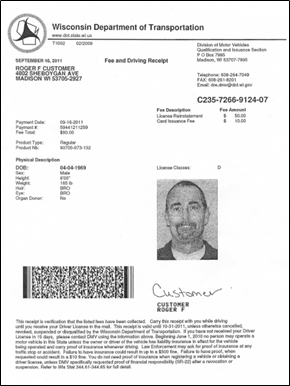 Wisconsin Department of Transportation
www.dot.state.wi.us
T1002 02/2009
Division of Motor Vehicles
Qualification and Issuance Section
P O Box 7995
Madison, WI 53707-7995
SEPTEMBER 16, 2011
Fee and Driving Receipt
ROGER F CUSTOMER
4802 SHEBOYGAN AVE
MADISON WI 53705-2927
Telephone: 608-264-7049
FAX: 608-261-8201
Email:
C235-7266-9124-07
Fee Description Fee Amount
License Reinstatement $ 50.00
Card Issuance Fee $ 10.00
Payment Date: 09-16-2011
Payment #: 59441211259
Total Fee: $60.00
Product Type: Regular
Product Nbr: 93705-873-132
Physical Description
DOB: 04-04-1969
Sex: Male
Height: 6'00"
Weight: 185 lb
Hair: BRO
Eye: BRO
Organ Donor: No
License Classes: D
Customer
CUSTOMER
ROGER F
This receipt is verification that the listed fees have been collected. Carry this receipt with you while driving
until you receive your Driver License in the mail. This receipt is valid until 10-31-2011, unless otherwise cancelled,
revoked, suspended or disqualified by the Wisconsin Department of Transportation. If you have not received your Driver
License in 15 days, please contact DMV using the information above. Beginning June 1, 2010 no person may operate a
motor vehicle in this State unless the owner or driver of the vehicle has liability insurance in effect for the vehicle
being operated and carry proof of insurance whenever driving. Law Enforcement may ask for proof of insurance at any
traffic stop or accident. Failure to have insurance could result in up to a $500 fine. Failure to have proof, when
requested could result in a $10 fine. You do not need proof of insurance when registering a vehicle or obtaining a
driver license, unless DMV specifically requested proof of financial responsibility (SR-22) after a revocation or
suspension. Refer to Wis Stat 344.61-344.65 for full detail.